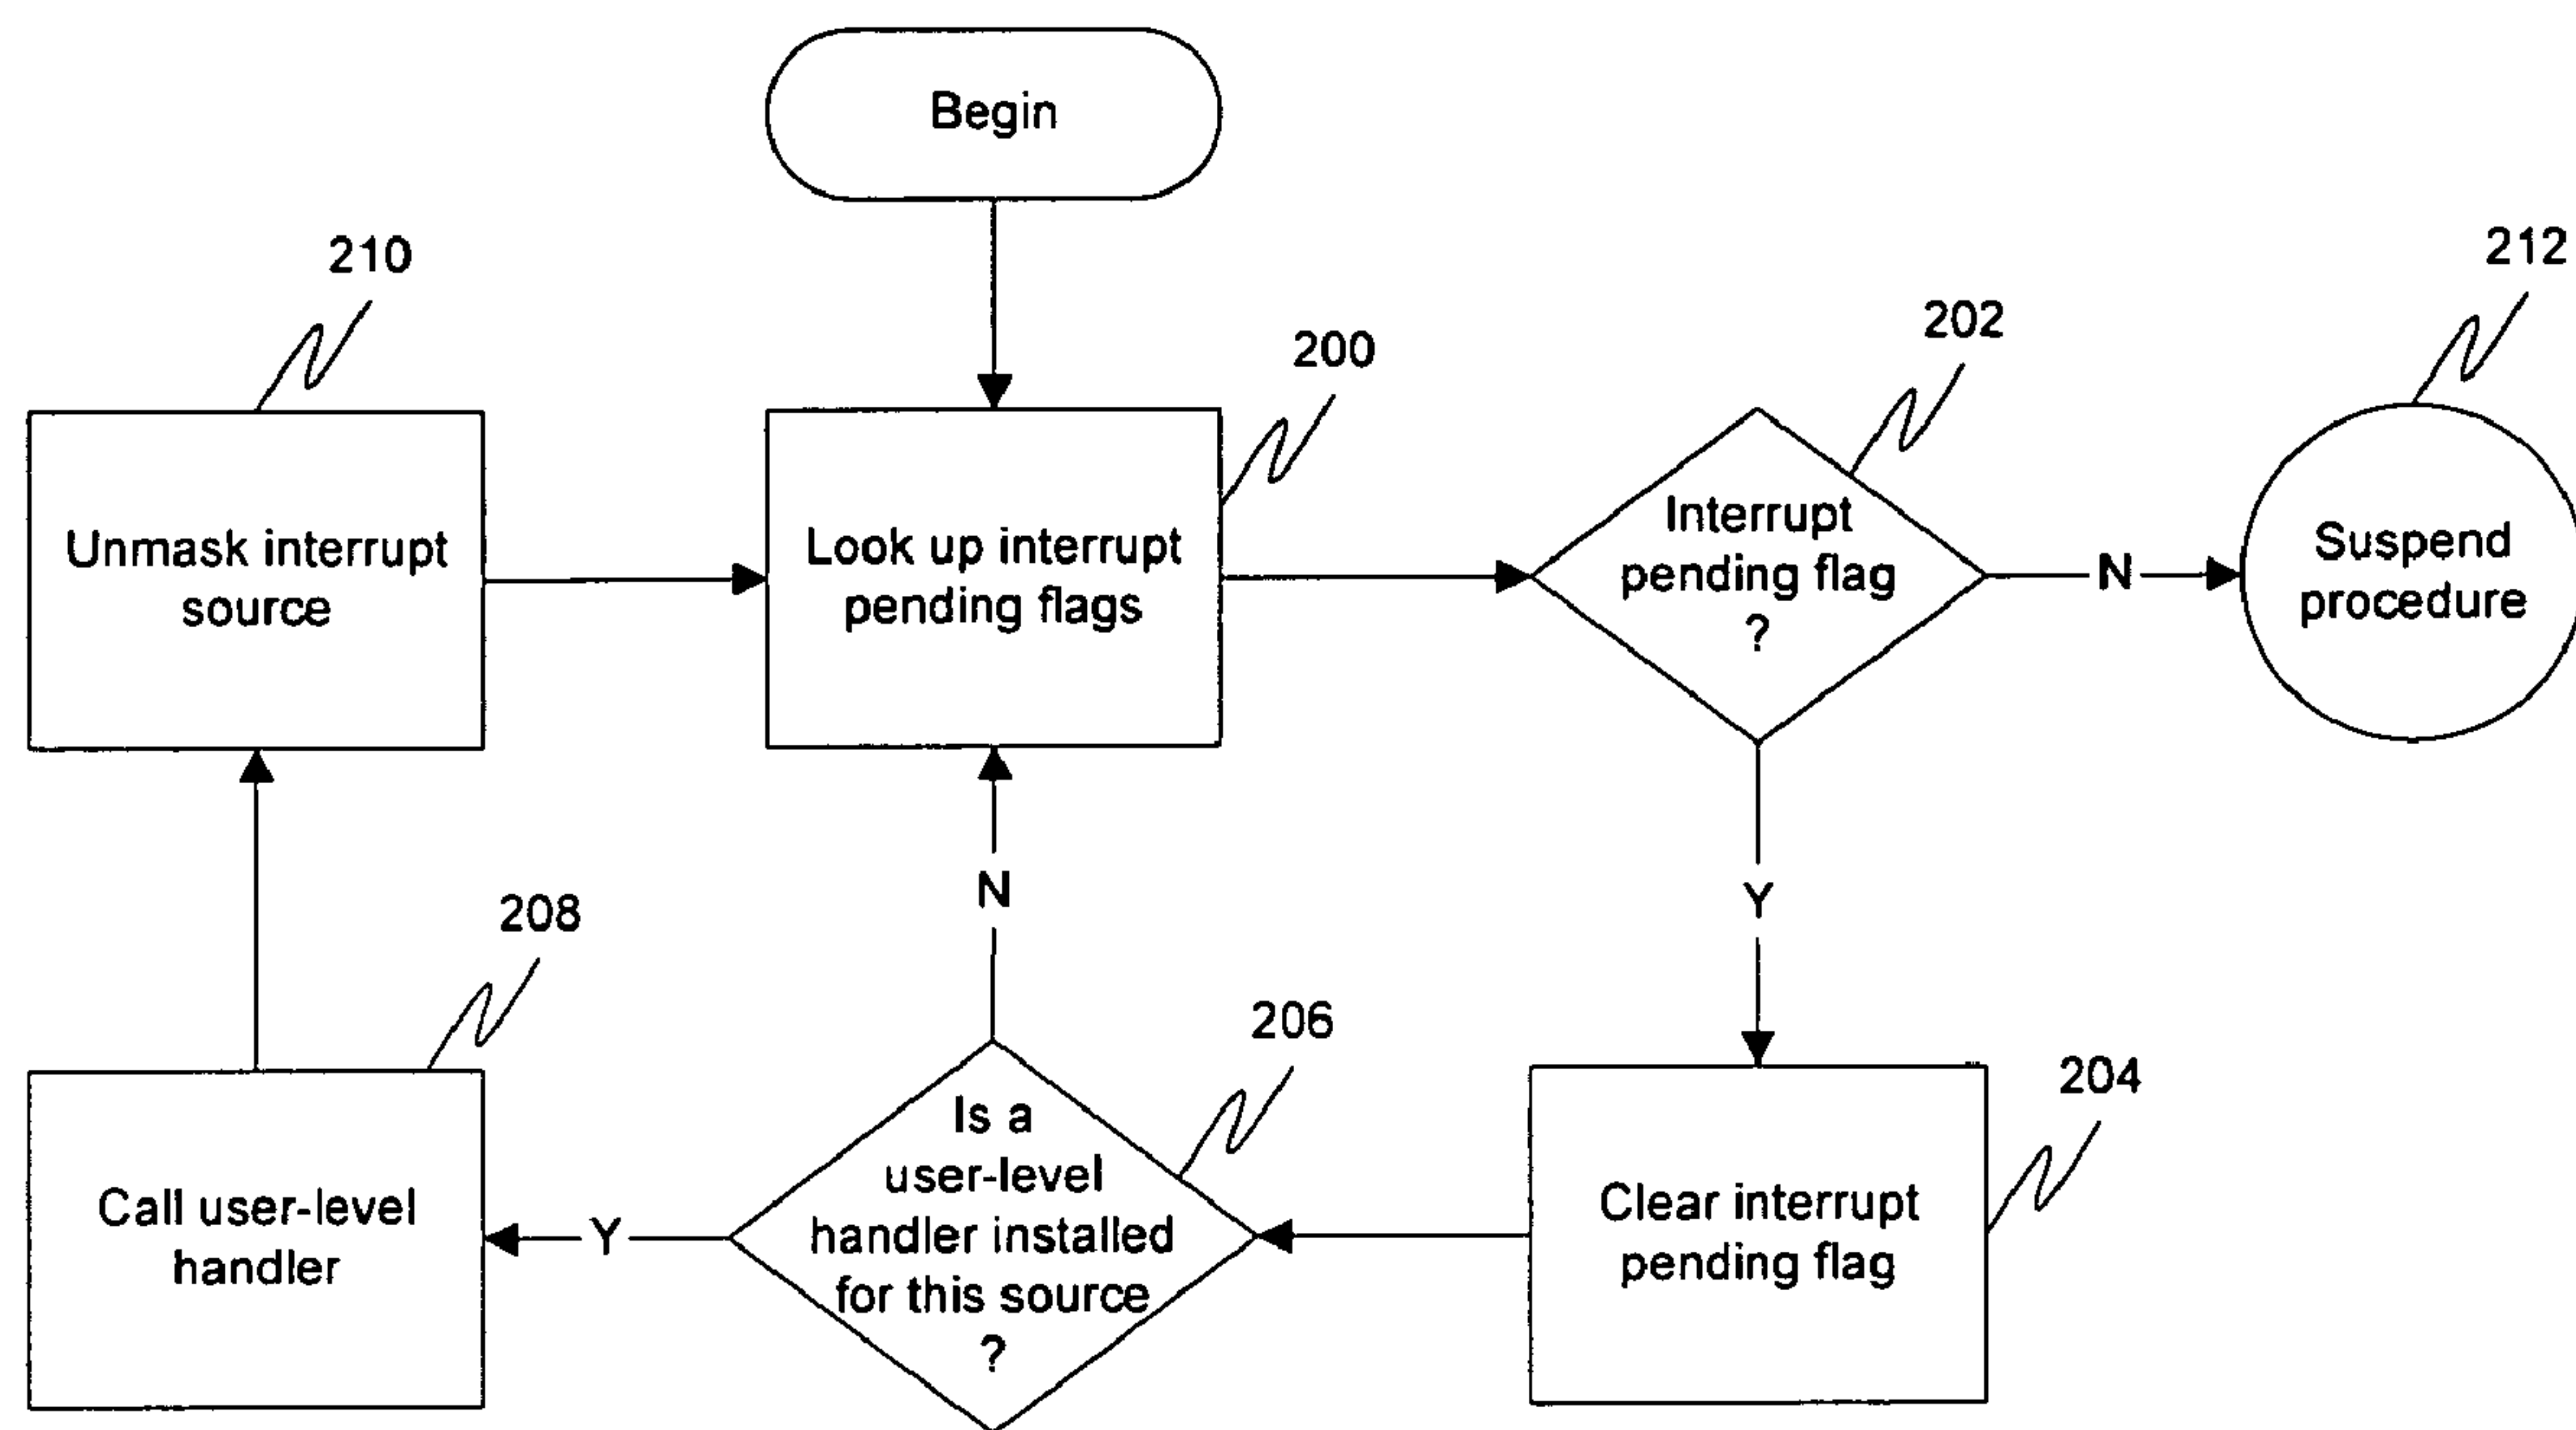 Begin
210
212
202
200
Unmask interrupt
source
Look up interrupt
pending flags
Interrupt
pending flag
?
N
Suspend
procedure
N
Y
208
206
204
Call user-level
handler
Y
Is a
user-level
handler installed
for this source
?
Clear interrupt
pending flag